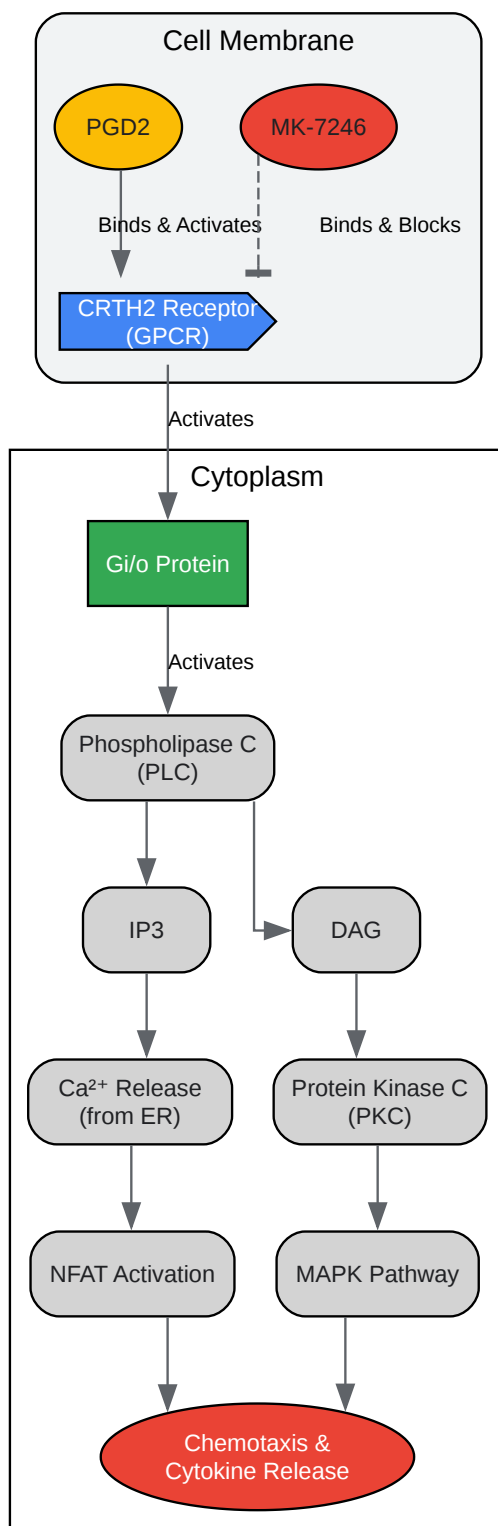 Cell Membrane
PGD2
MK-7246
Binds & Activates
Binds & Blocks
CRTH2 Receptor
(GPCR)
Activates
Cytoplasm
Gi/o Protein
Activates
Phospholipase C
(PLC)
IP3
DAG
Ca²⁺ Release
(from ER)
Protein Kinase C
(PKC)
NFAT Activation
MAPK Pathway
Chemotaxis &
Cytokine Release